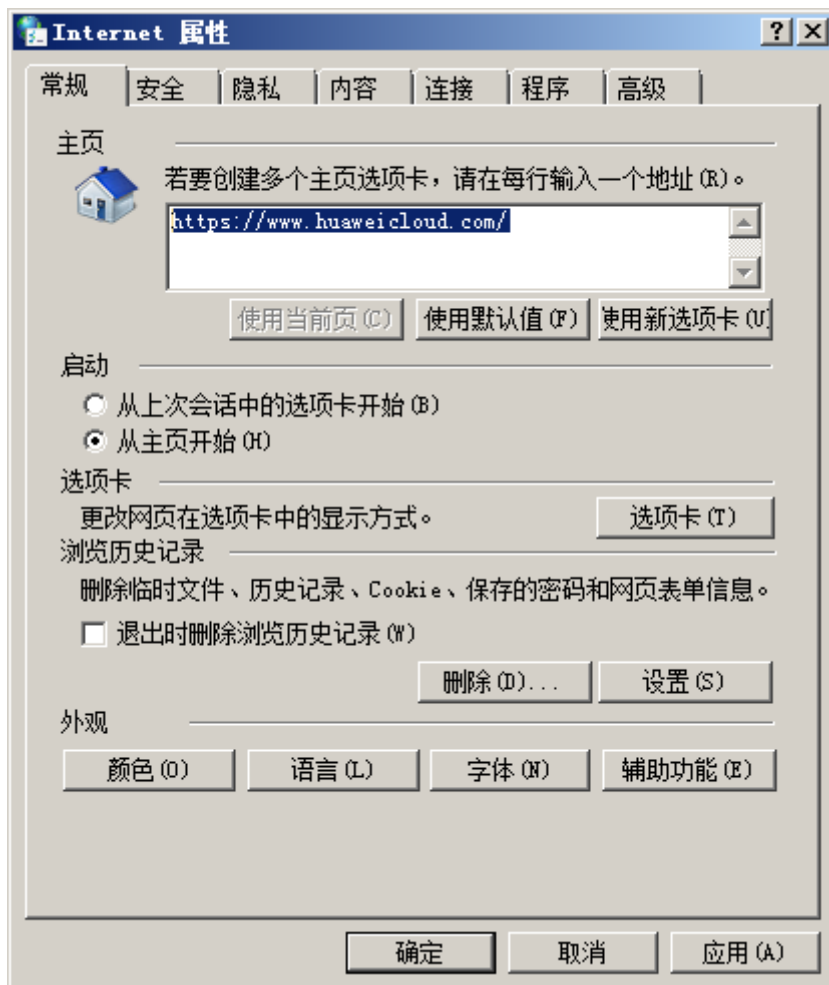 Internet 属性
常规 安全 隐私 内容 连接 程序 高级
主页
若要创建多个主页选项卡，请在每行输入一个地址(R)。
https://www.huaweicloud.com/
使用当前页(C) 使用默认值(F) 使用新选项卡(U)
启动
从上次会话中的选项卡开始(B)
从主页开始(H)
选项卡
更改网页在选项卡中的显示方式。 选项卡(T)
浏览历史记录
删除临时文件、历史记录、Cookie、保存的密码和网页表单信息。
退出时删除浏览历史记录(W)
删除(D)... 设置(S)
外观
颜色(O) 语言(L) 字体(N) 辅助功能(E)
确定 取消 应用(A)